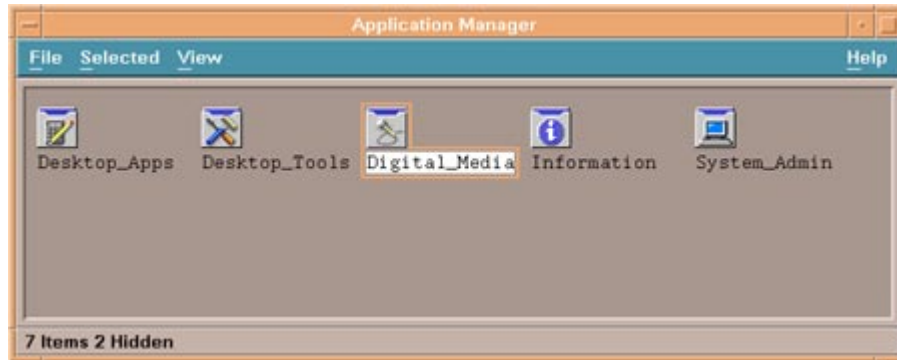 Application Manager
File Selected View Help
Desktop_Apps Desktop_Tools Digital_Media Information System_Admin
7 Items 2 Hidden